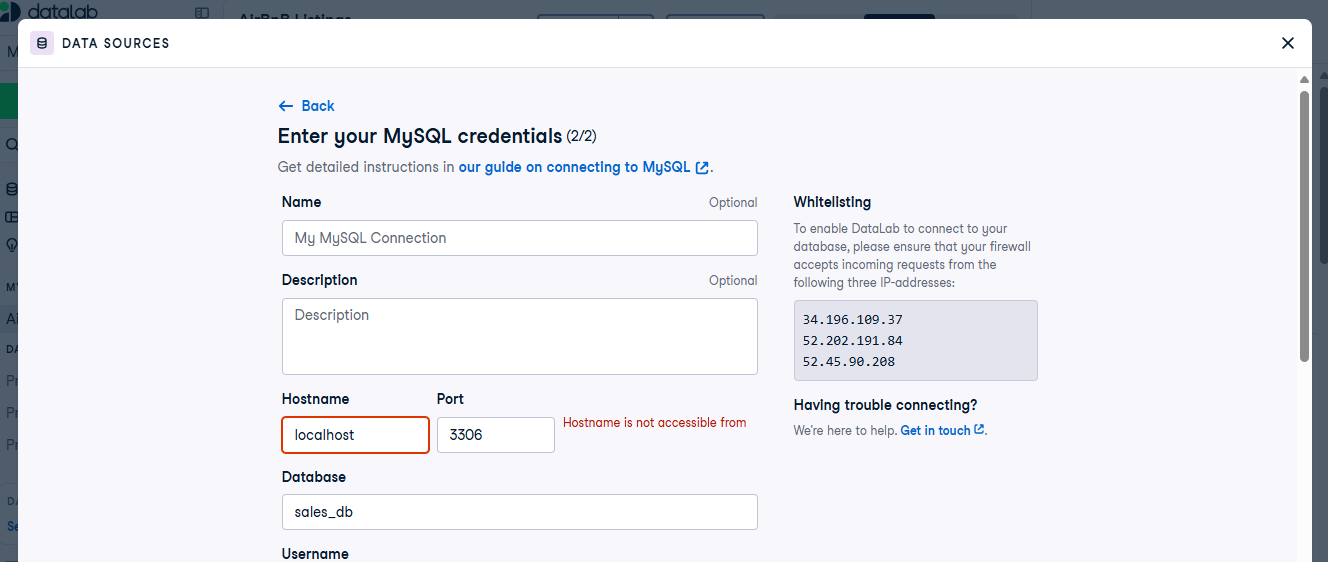 datalab
AirBnB Listings
DATA SOURCES
Back
Enter your MySQL credentials (2/2)
Get detailed instructions in our guide on connecting to MySQL.
Name Optional
My MySQL Connection
Description Optional
Description
Hostname Port
localhost 3306 Hostname is not accessible from
Database
sales_db
Username
Whitelisting
To enable DataLab to connect to your
database, please ensure that your firewall
accepts incoming requests from the
following three IP-addresses:
34.196.109.37
52.202.191.84
52.45.90.208
Having trouble connecting?
We're here to help. Get in touch.